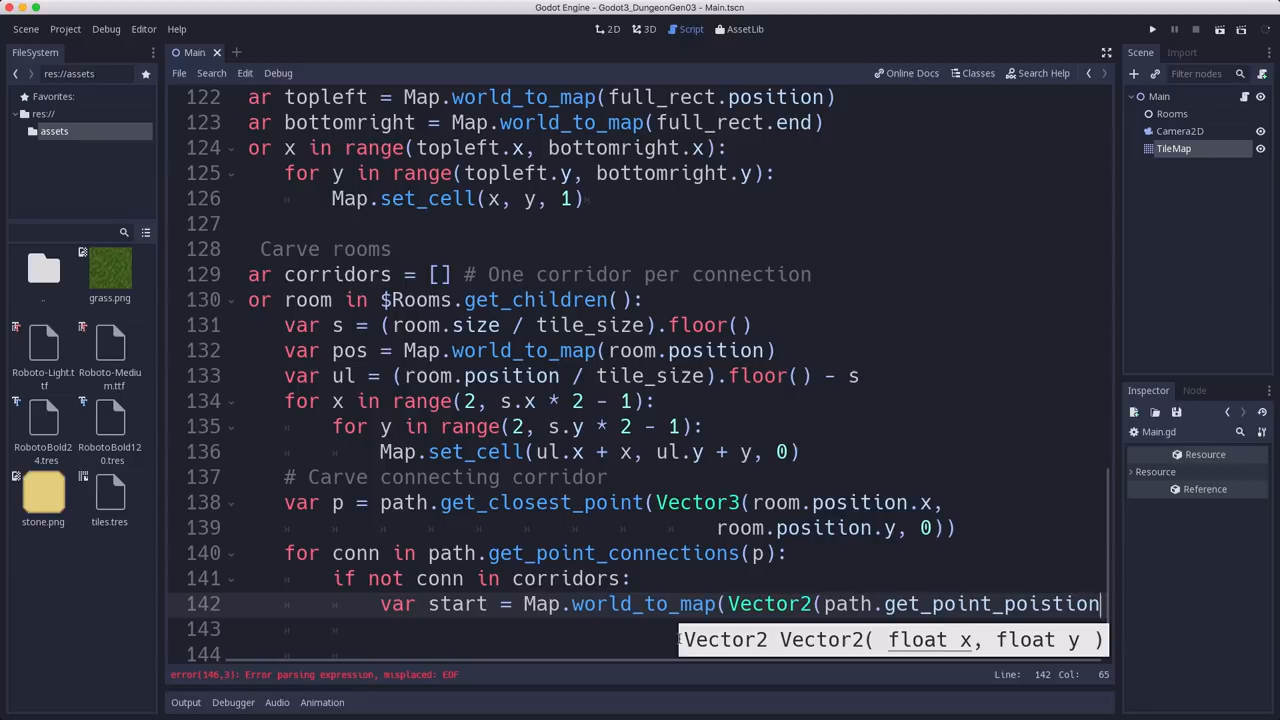 Godot Engine - Godot3_DungeonGen03 - Main.tscn
Scene Project Debug Editor Help
2D 3D Script AssetLib
FileSystem
res://assets
Favorites:
res://
assets
..
grass.png
Roboto-Light.t
tf
Roboto-Mediu
m.ttf
RobotoBold2
4.tres
RobotoBold12
0.tres
stone.png
tiles.tres
Main
File Search Edit Debug
Online Docs Classes Search Help
122 ar topleft = Map.world_to_map(full_rect.position)
123 ar bottomright = Map.world_to_map(full_rect.end)
124 or x in range(topleft.x, bottomright.x):
125 for y in range(topleft.y, bottomright.y):
126 Map.set_cell(x, y, 1)
127
128 Carve rooms
129 ar corridors = [] # One corridor per connection
130 or room in $Rooms.get_children():
131 var s = (room.size / tile_size).floor()
132 var pos = Map.world_to_map(room.position)
133 var ul = (room.position / tile_size).floor() - s
134 for x in range(2, s.x * 2 - 1):
135 for y in range(2, s.y * 2 - 1):
136 Map.set_cell(ul.x + x, ul.y + y, 0)
137 # Carve connecting corridor
138 var p = path.get_closest_point(Vector3(room.position.x,
139 room.position.y, 0))
140 for conn in path.get_point_connections(p):
141 if not conn in corridors:
142 var start = Map.world_to_map(Vector2(path.get_point_poistion
143
144
Vector2 Vector2( float x, float y )
error(146,3): Error parsing expression, misplaced: EOF
Line: 142 Col: 65
Output Debugger Audio Animation
Scene Import
Filter nodes
Main
Rooms
Camera2D
TileMap
Inspector Node
Main.gd
Resource
Resource
Reference